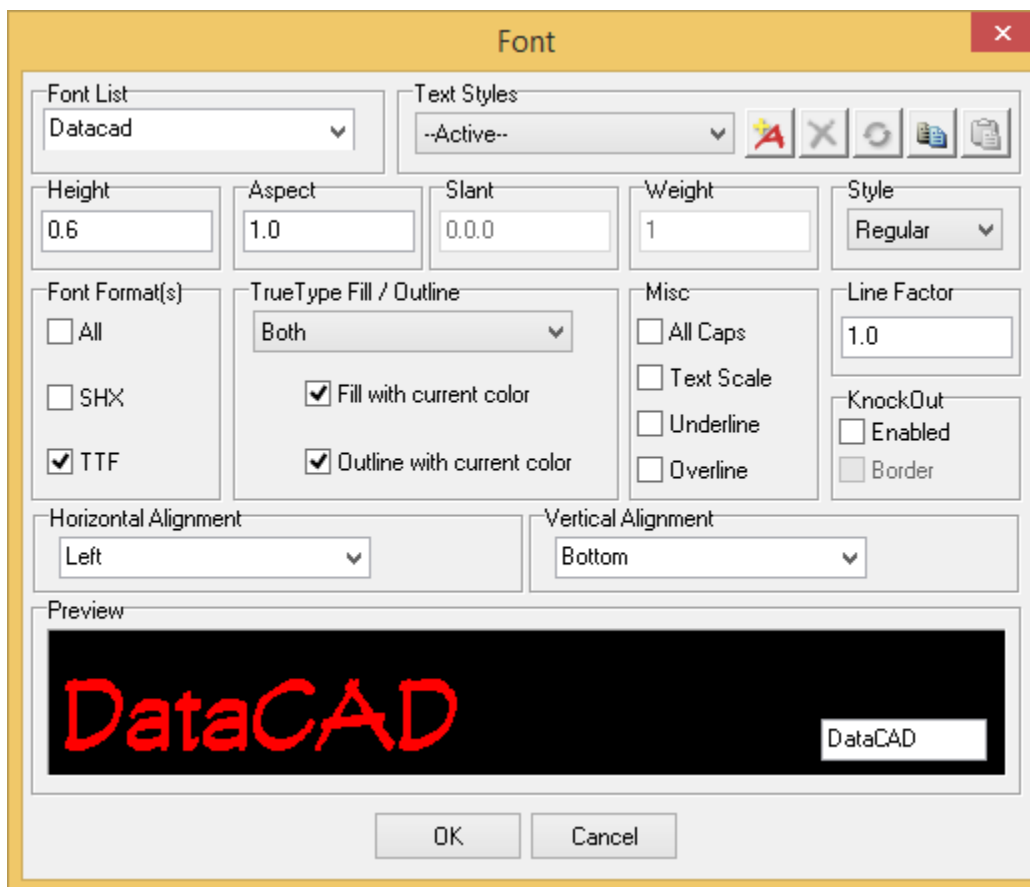 Font
Font List
Text Styles
Datacad
--Active--
Height
Aspect
Slant
Weight
Style
0.6
1.0
0.0.0
1
Regular
Font Format(s)
TrueType Fill / Outline
Misc
Line Factor
All
Both
All Caps
1.0
SHX
Fill with current color
Text Scale
KnockOut
Underline
Enabled
TTF
Outline with current color
Overline
Border
Horizontal Alignment
Vertical Alignment
Left
Bottom
Preview
DataCAD
DataCAD
OK
Cancel